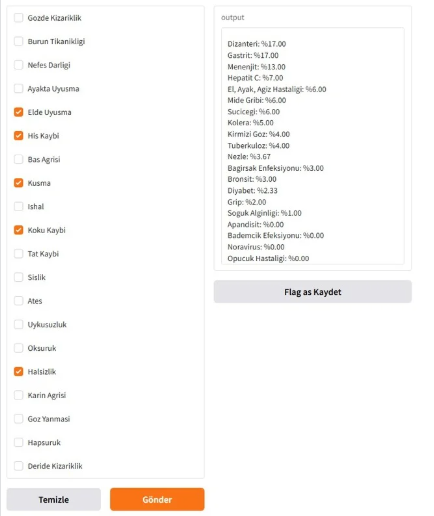 Gozde Kizariklik
Burun Tikanikligi
Nefes Darligi
Ayakta Uyusma
Elde Uyusma
His Kaybi
Bas Agrisi
Kusma
Ishal
Koku Kaybi
Tat Kaybi
Sislik
Ates
Uykusuzluk
Oksuruk
Halsizlik
Karin Agrisi
Goz Yanmasi
Hapsuruk
Deride Kizariklik
Temizle
Gönder
output
Dizanteri: %17.00
Gastrit: %17.00
Menenjit: %13.00
Hepatit C: %7.00
El, Ayak, Agiz Hastaligi: %6.00
Mide Gribi: %6.00
Sucicegi: %6.00
Kolera: %5.00
Kirmizi Goz: %4.00
Tuberkuloz: %4.00
Nezle: %3.67
Bagirsak Enfeksiyonu: %3.00
Bronsit: %3.00
Diyabet: %2.33
Grip: %2.00
Soguk Alginligi: %1.00
Apandisit: %0.00
Bademcik Efeksiyonu: %0.00
Noravirus: %0.00
Opucuk Hastaligi: %0.00
Flag as Kaydet